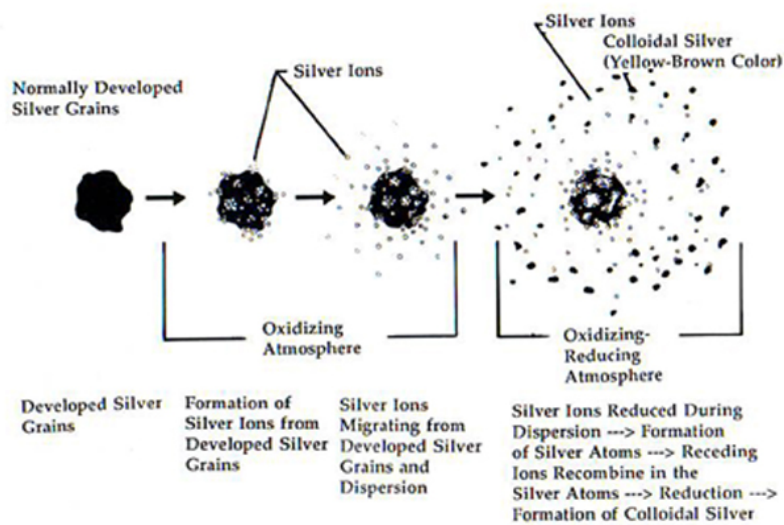 Silver Ions
Colloidal Silver
(Yellow-Brown Color)
Silver Ions
Normally Developed
Silver Grains
Oxidizing
Atmosphere
Oxidizing-
Reducing
Atmosphere
Developed Silver
Grains
Formation of
Silver Ions from
Developed Silver
Grains
Silver Ions
Migrating from
Developed Silver
Grains and
Dispersion
Silver Ions Reduced During
Dispersion ---> Formation
of Silver Atoms ---> Receding
Ions Recombine in the
Silver Atoms ---> Reduction --->
Formation of Colloidal Silver